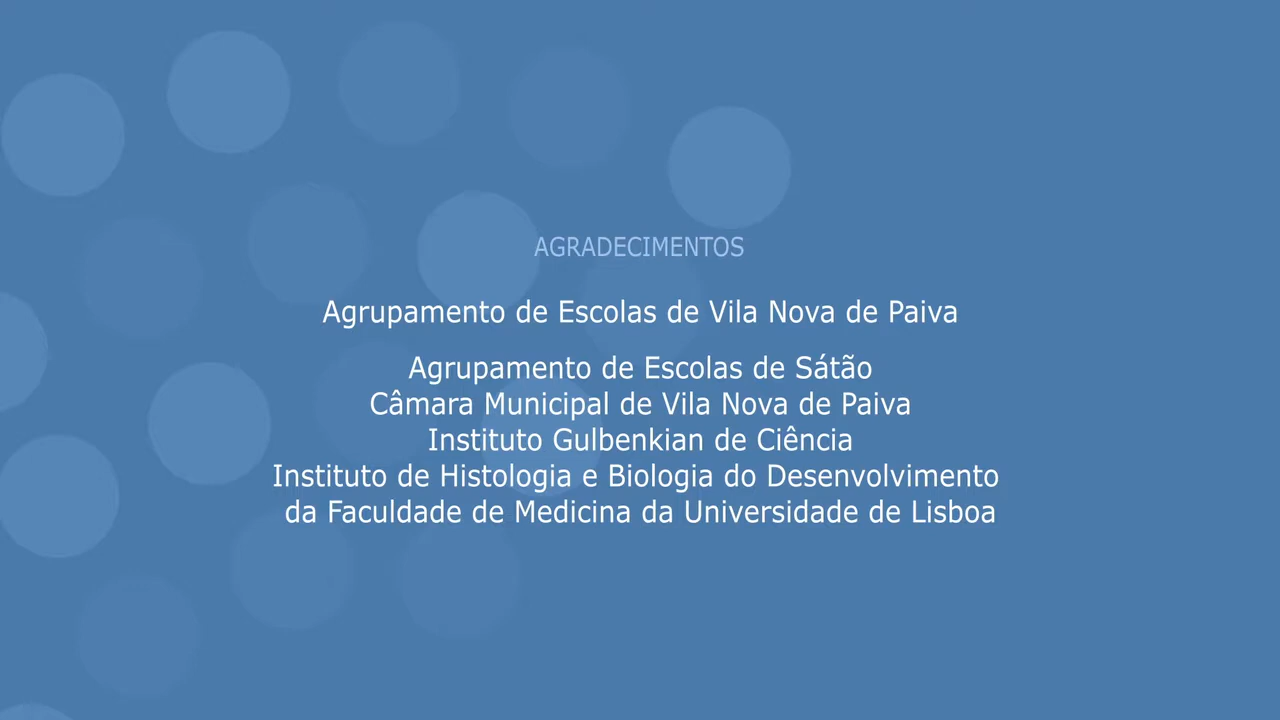 AGRADECIMENTOS
Agrupamento de Escolas de Vila Nova de Paiva
Agrupamento de Escolas de Sátão
Câmara Municipal de Vila Nova de Paiva
Instituto Gulbenkian de Ciência
Instituto de Histologia e Biologia do Desenvolvimento
da Faculdade de Medicina da Universidade de Lisboa